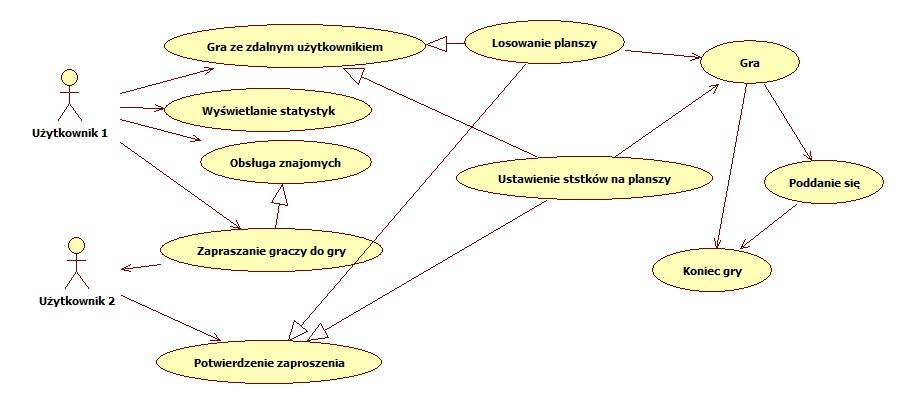 Gra ze zdalnym użytkownikiem
Losowanie planszy
Gra
Użytkownik 1
Wyświetlanie statystyk
Obsługa znajomych
Ustawienie ststków na planszy
Poddanie się
Zapraszanie graczy do gry
Koniec gry
Użytkownik 2
Potwierdzenie zaproszenia